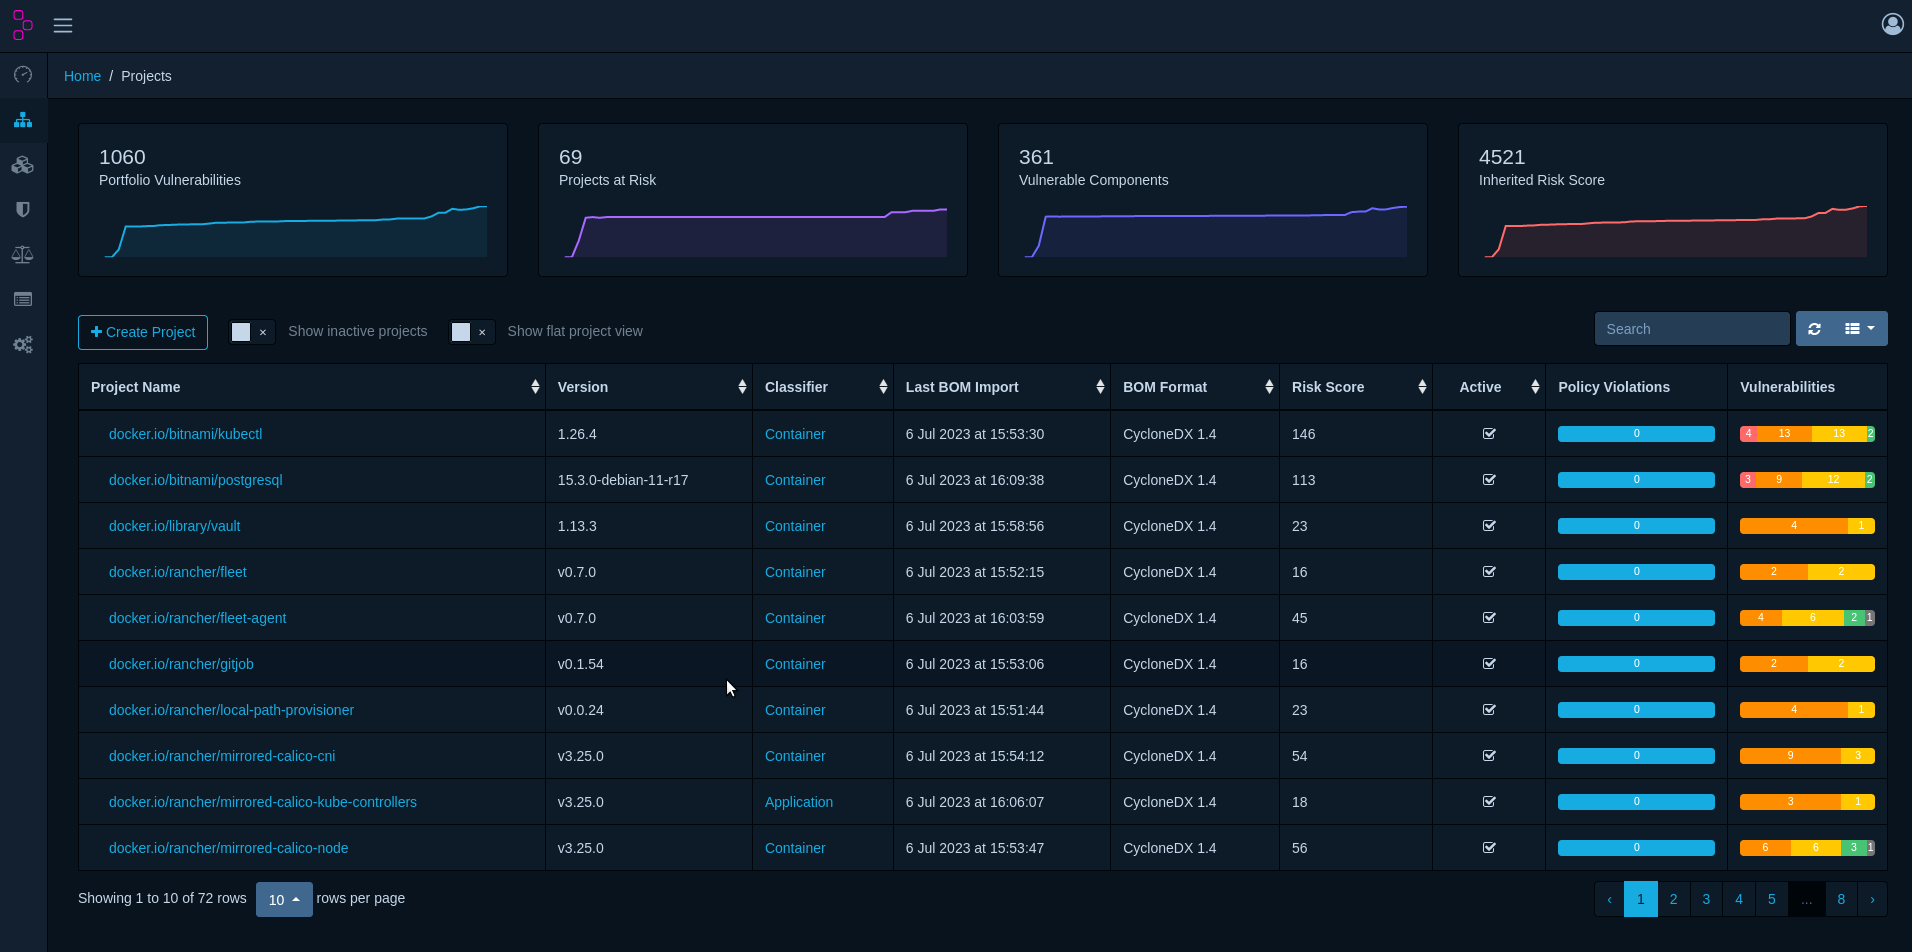 Home / Projects
1060
Portfolio Vulnerabilities
69
Projects at Risk
361
Vulnerable Components
4521
Inherited Risk Score
Create Project × Show inactive projects × Show flat project view Search
Project Name Version Classifier Last BOM Import BOM Format Risk Score Active Policy Violations Vulnerabilities
docker.io/bitnami/kubectl 1.26.4 Container 6 Jul 2023 at 15:53:30 CycloneDX 1.4 146 0 4 13 13 2
docker.io/bitnami/postgresql 15.3.0-debian-11-r17 Container 6 Jul 2023 at 16:09:38 CycloneDX 1.4 113 0 3 9 12 2
docker.io/library/vault 1.13.3 Container 6 Jul 2023 at 15:58:56 CycloneDX 1.4 23 0 4 1
docker.io/rancher/fleet v0.7.0 Container 6 Jul 2023 at 15:52:15 CycloneDX 1.4 16 0 2 2
docker.io/rancher/fleet-agent v0.7.0 Container 6 Jul 2023 at 16:03:59 CycloneDX 1.4 45 0 4 6 2 1
docker.io/rancher/gitjob v0.1.54 Container 6 Jul 2023 at 15:53:06 CycloneDX 1.4 16 0 2 2
docker.io/rancher/local-path-provisioner v0.0.24 Container 6 Jul 2023 at 15:51:44 CycloneDX 1.4 23 0 4 1
docker.io/rancher/mirrored-calico-cni v3.25.0 Container 6 Jul 2023 at 15:54:12 CycloneDX 1.4 54 0 9 3
docker.io/rancher/mirrored-calico-kube-controllers v3.25.0 Application 6 Jul 2023 at 16:06:07 CycloneDX 1.4 18 0 3 1
docker.io/rancher/mirrored-calico-node v3.25.0 Container 6 Jul 2023 at 15:53:47 CycloneDX 1.4 56 0 6 6 3 1
Showing 1 to 10 of 72 rows 10 rows per page ‹ 1 2 3 4 5 ... 8 ›